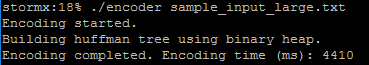 stormx:18% ./encoder sample_input_large.txt
Encoding started.
Building huffman tree using binary heap.
Encoding completed. Encoding time (ms): 4410